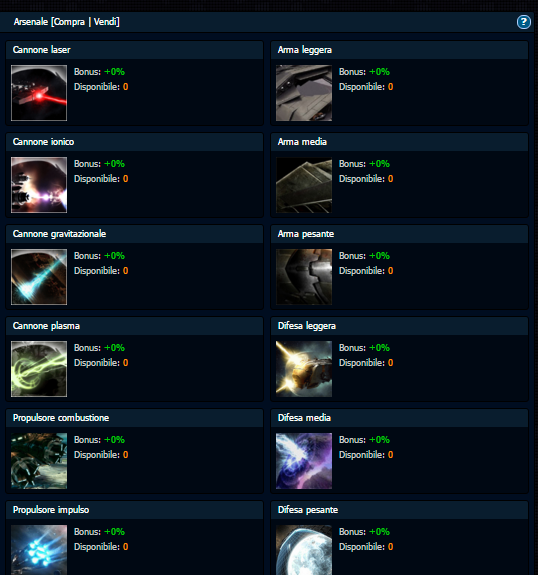 Arsenale [Compra | Vendi]
?
Cannone laser
Bonus: +0%
Disponibile: 0
Arma leggera
Bonus: +0%
Disponibile: 0
Cannone ionico
Bonus: +0%
Disponibile: 0
Arma media
Bonus: +0%
Disponibile: 0
Cannone gravitazionale
Bonus: +0%
Disponibile: 0
Arma pesante
Bonus: +0%
Disponibile: 0
Cannone plasma
Bonus: +0%
Disponibile: 0
Difesa leggera
Bonus: +0%
Disponibile: 0
Propulsore combustione
Bonus: +0%
Disponibile: 0
Difesa media
Bonus: +0%
Disponibile: 0
Propulsore impulso
Bonus: +0%
Disponibile: 0
Difesa pesante
Bonus: +0%
Disponibile: 0